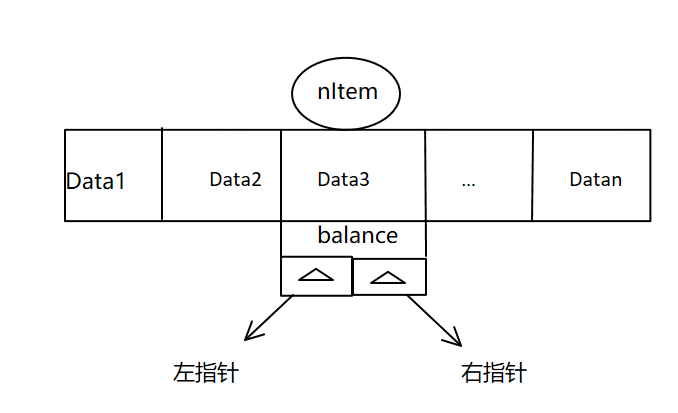 nItem
Data1 Data2 Data3 ... Datan
balance
左指针 右指针